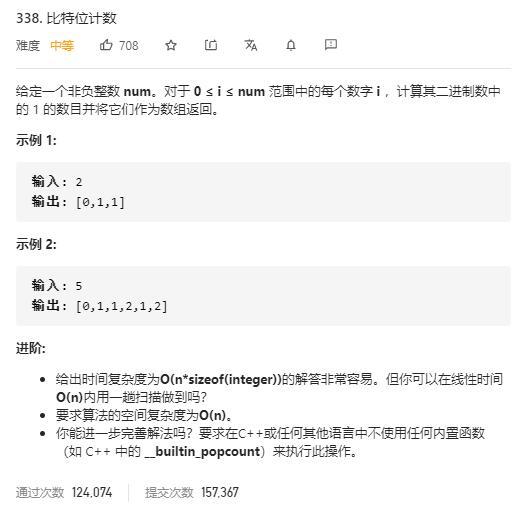 338. 比特位计数
难度 中等 708
给定一个非负整数 num。对于 0 ≤ i ≤ num 范围中的每个数字 i ，计算其二进制数中
的 1 的数目并将它们作为数组返回。
示例 1:
输入: 2
输出: [0,1,1]
示例 2:
输入: 5
输出: [0,1,1,2,1,2]
进阶:
给出时间复杂度为O(n*sizeof(integer))的解答非常容易。但你可以在线性时间
O(n)内用一趟扫描做到吗？
要求算法的空间复杂度为O(n)。
你能进一步完善解法吗？要求在C++或任何其他语言中不使用任何内置函数
（如 C++ 中的 __builtin_popcount）来执行此操作。
通过次数 124,074 提交次数 157,367